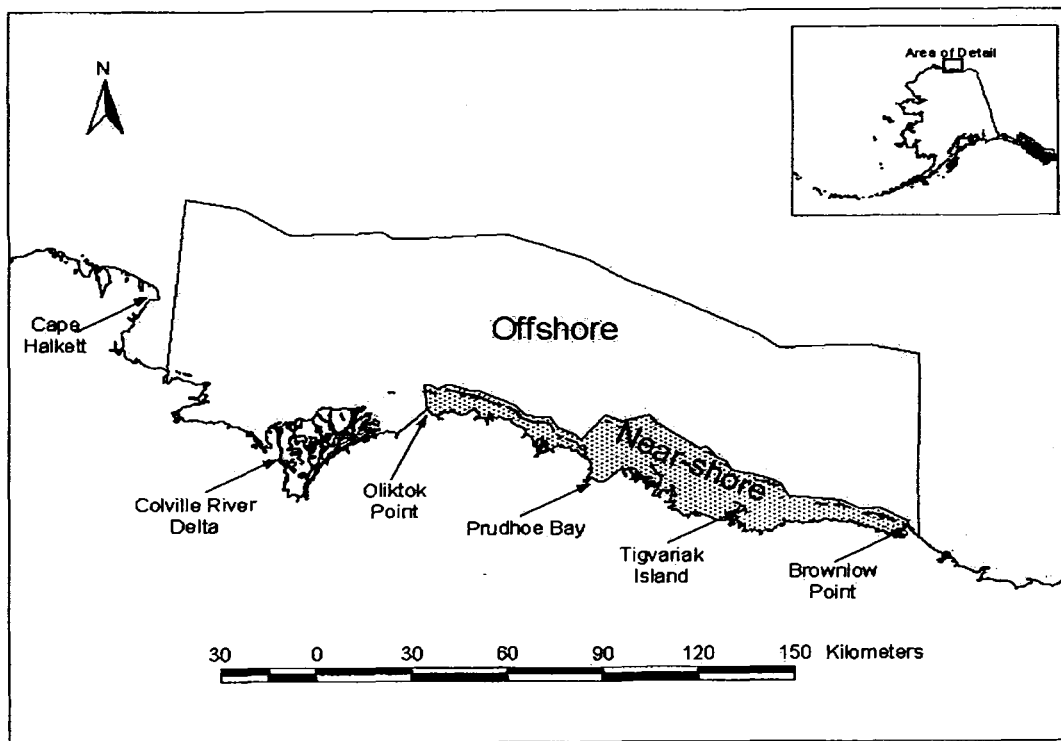 Area of Detail
N
Offshore
Cape
Halkett
Near-shore
Colville River
Delta
Oliktok
Point
Prudhoe Bay
Tigvariak
Island
Brownlow
Point
30 0 30 60 90 120 150 Kilometers